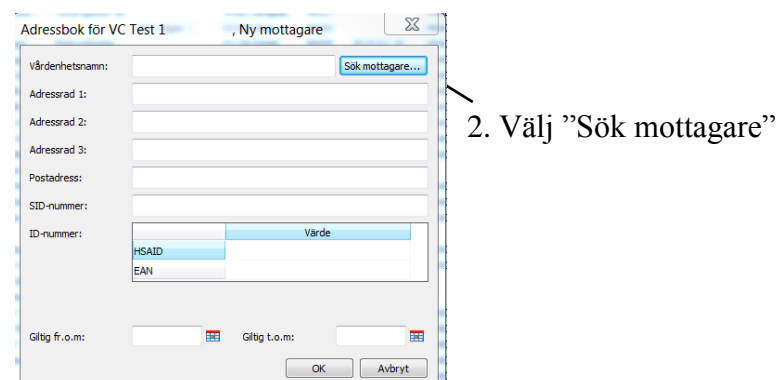 Adressbok för VC Test 1 , Ny mottagare
Vårdenhetsnamn: Sök mottagare...
Adressrad 1:
2. Välj ”Sök mottagare”
Adressrad 2:
Adressrad 3:
Postadress:
SID-nummer:
ID-nummer: Värde
HSAID
EAN
Giltig fr.o.m: Giltig t.o.m:
OK Avbryt